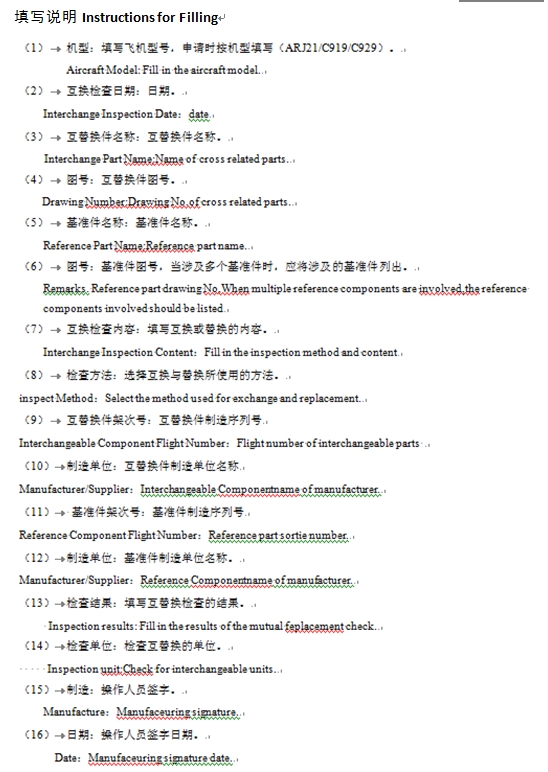 填写说明 Instructions for Filling
（1）→ 机型：填写飞机型号，申请时按机型填写（ARJ21/C919/C929）。
Aircraft Model: Fill in the aircraft model.
（2）→ 互换检查日期：日期。
Interchange Inspection Date：date
（3）→ 互替换件名称：互替换件名称。
Interchange Part Name:Name of cross related parts.
（4）→ 图号：互替换件图号。
Drawing Number:Drawing No.of cross related parts.
（5）→ 基准件名称：基准件名称。
Reference Part Name:Reference part name.
（6）→ 图号：基准件图号，当涉及多个基准件时，应将涉及的基准件列出。
Remarks. Reference part drawing No.When multiple reference components are involved,the reference
components involved should be listed.
（7）→ 互换检查内容：填写互换或替换的内容。
Interchange Inspection Content：Fill in the inspection method and content.
（8）→ 检查方法：选择互换与替换所使用的方法。
inspect Method：Select the method used for exchange and replacement.
（9）→ 互替换件架次号：互替换件制造序列号
Interchangeable Component Flight Number：Flight number of interchangeable parts
（10）→制造单位：互替换件制造单位名称
Manufacturer/Supplier：Interchangeable Componentname of manufacturer.
（11）→ 基准件架次号：基准件制造序列号
Reference Component Flight Number：Reference part sortie number.
（12）→制造单位：基准件制造单位名称。
Manufacturer/Supplier：Reference Componentname of manufacturer.
（13）→检查结果：填写互替换检查的结果。
Inspection results: Fill in the results of the mutual feplacement check.
（14）→检查单位：检查互替换的单位。
Inspection unit:Check for interchangeable units.
（15）→制造：操作人员签字。
Manufacture：Manufaceuring signature.
（16）→日期：操作人员签字日期。
Date：Manufaceuring signature date.